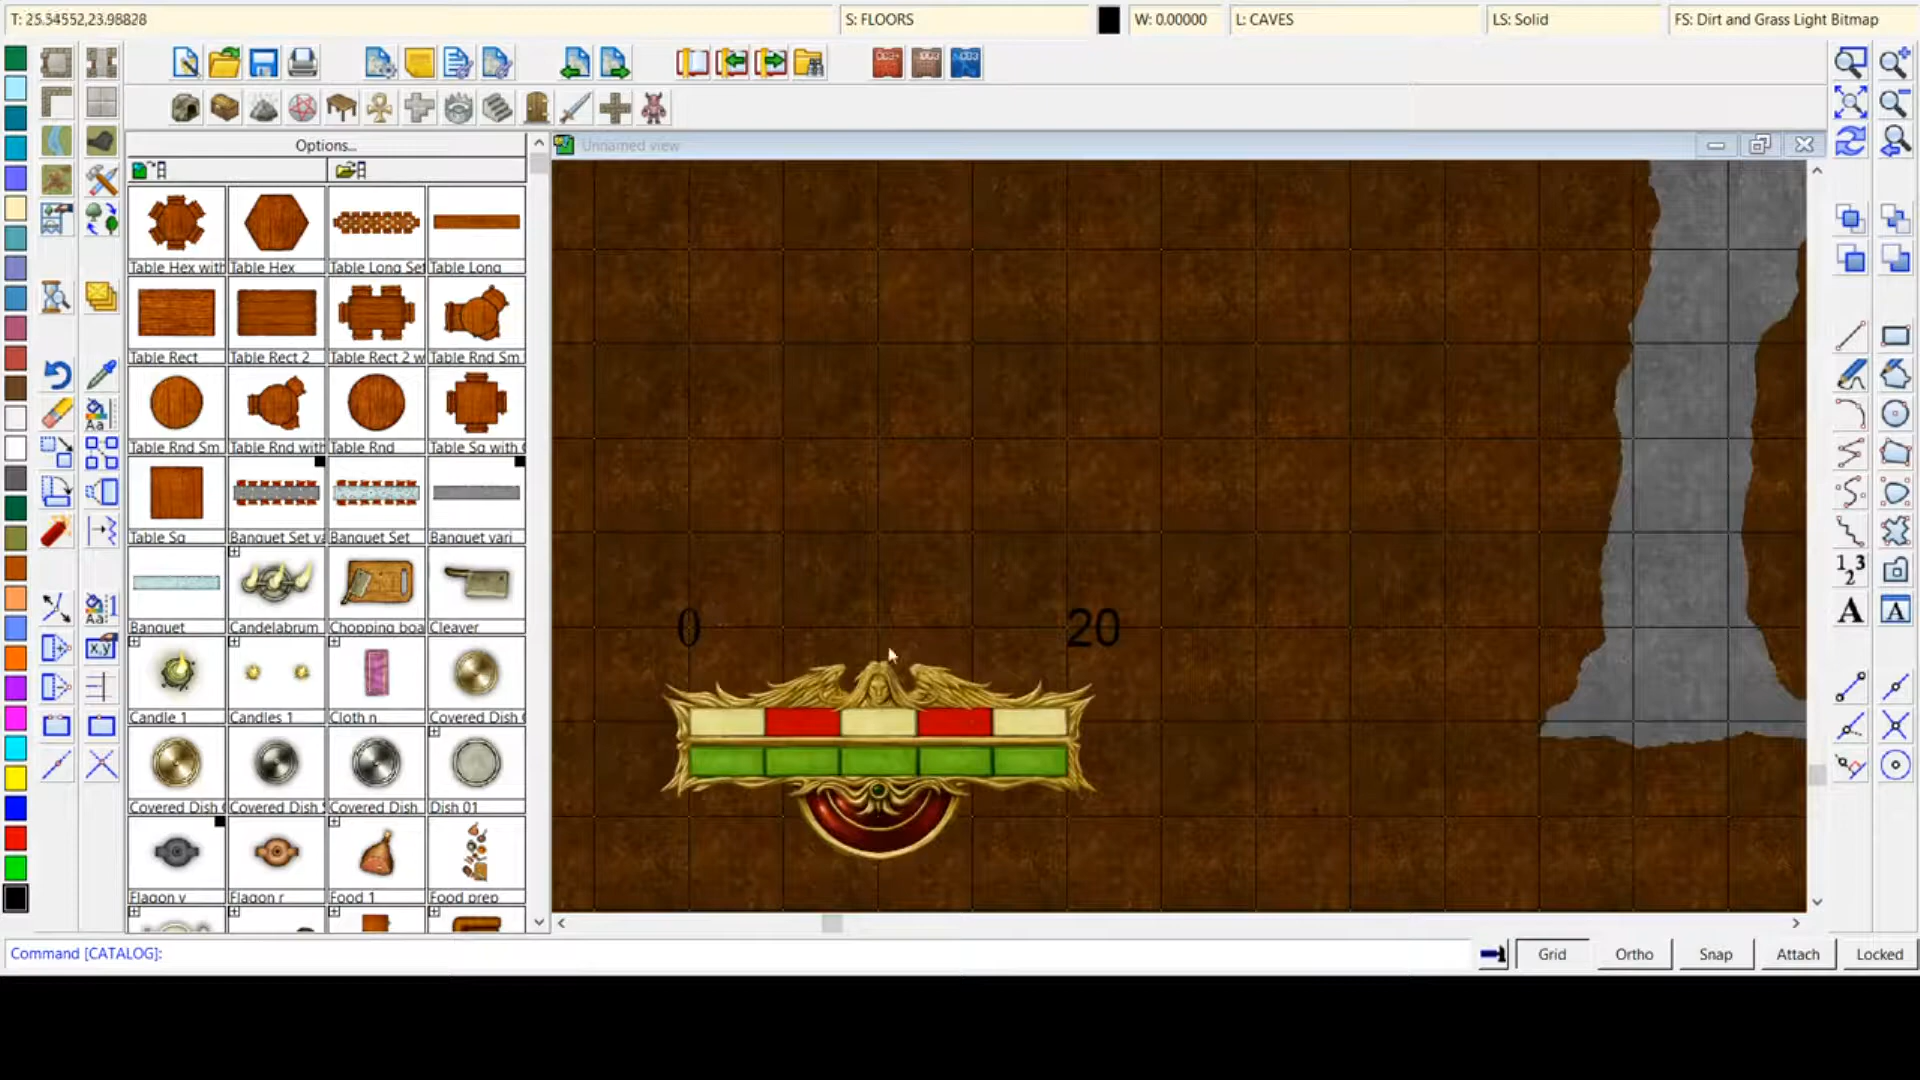 T: 25.54552,23.98828 S: FLOORS W: 0.00000 L: CAVES LS: Solid FS: Dirt and Grass Light Bitmap
Options...
Unnamed view
Table Hex with Table Hex Table Long Set Table Long
Table Rect Table Rect 2 Table Rect 2 w Table Rnd Sm
Table Rnd Sm Table Rnd with Table Rnd Table Sq with C
Table Sq Banquet Set va Banquet Set Banquet vari
Banquet Candelabrum Chopping boa Cleaver
Candle 1 Candles 1 Cloth n Covered Dish G
Covered Dish Covered Dish S Covered Dish Dish 01
Flagon v Flagon r Food 1 Food prep
0 20
Command [CATALOG]: Grid Ortho Snap Attach Locked